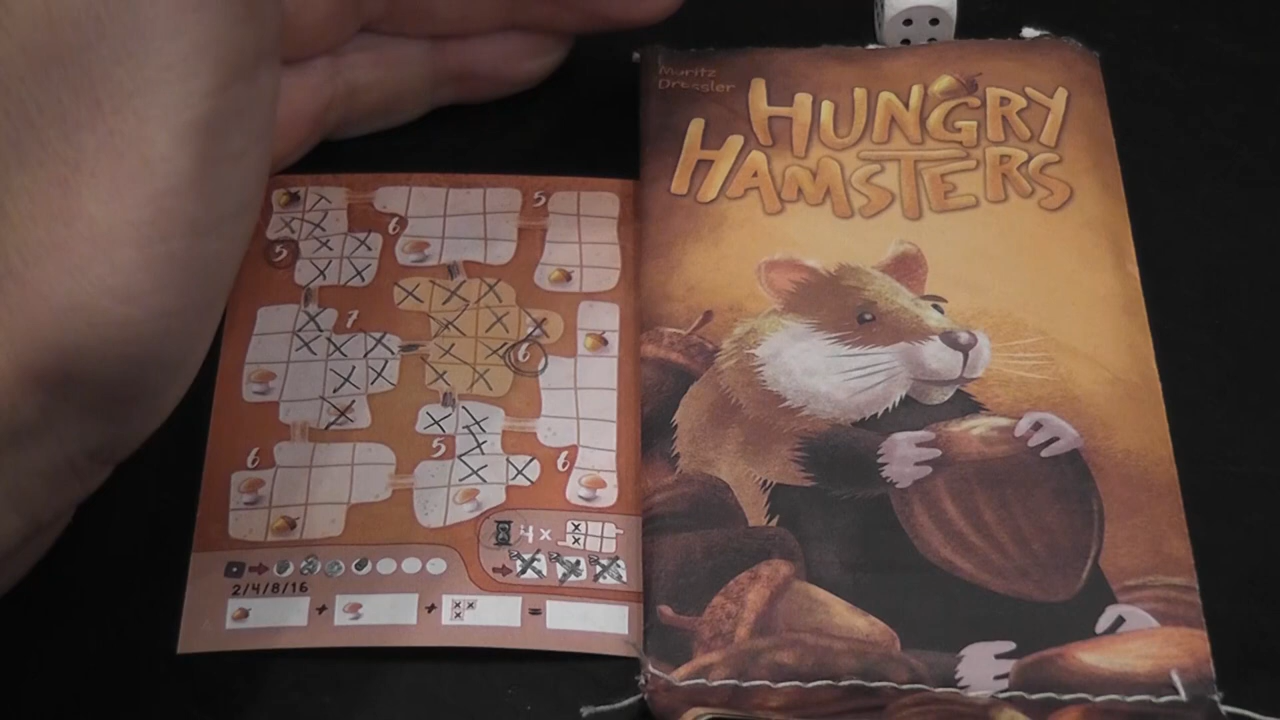 Moritz
Dressler
HUNGRY
HAMSTERS
5
6
5
7
6
5
6
6
4x
2/4/8/16
+ + =